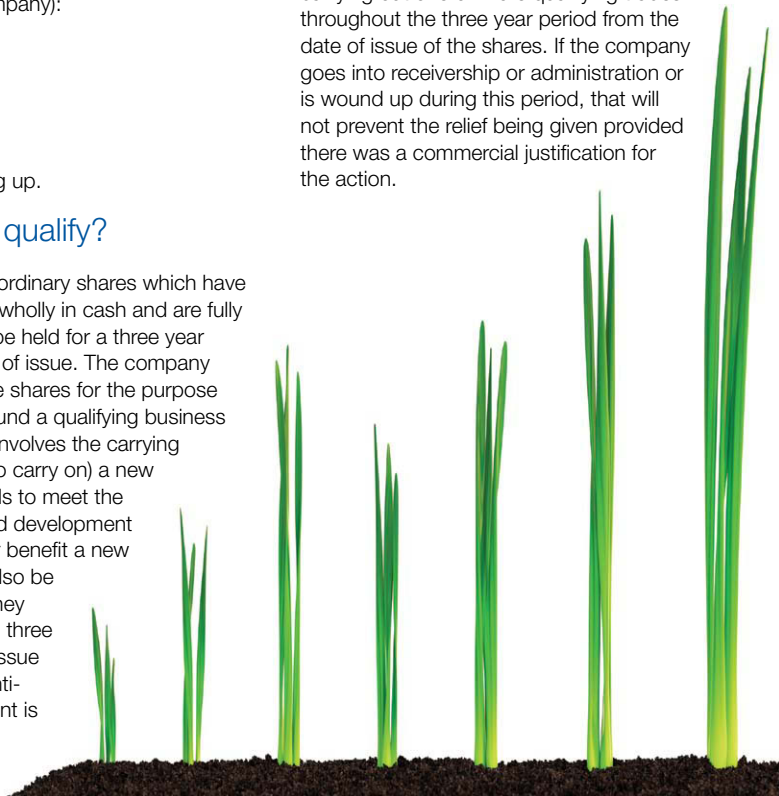 mpany):
g up.
qualify?
ordinary shares which have
wholly in cash and are fully
be held for a three year
of issue. The company
e shares for the purpose
und a qualifying business
nvolves the carrying
o carry on) a new
ds to meet the
d development
benefit a new
lso be
hey
three
ssue
nti-
nt is
throughout the three year period from the
date of issue of the shares. If the company
goes into receivership or administration or
is wound up during this period, that will
not prevent the relief being given provided
there was a commercial justification for
the action.